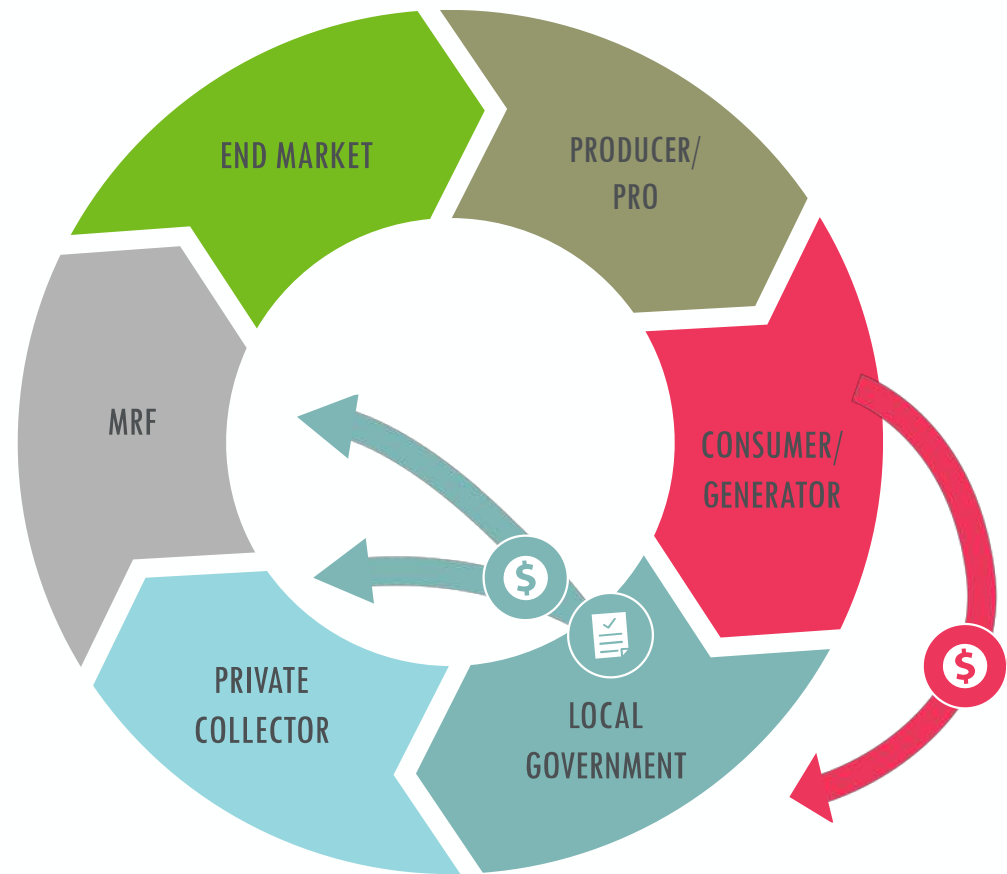 END MARKET
PRODUCER/
PRO
MRF
CONSUMER/
GENERATOR
$
$
PRIVATE
COLLECTOR
LOCAL
GOVERNMENT